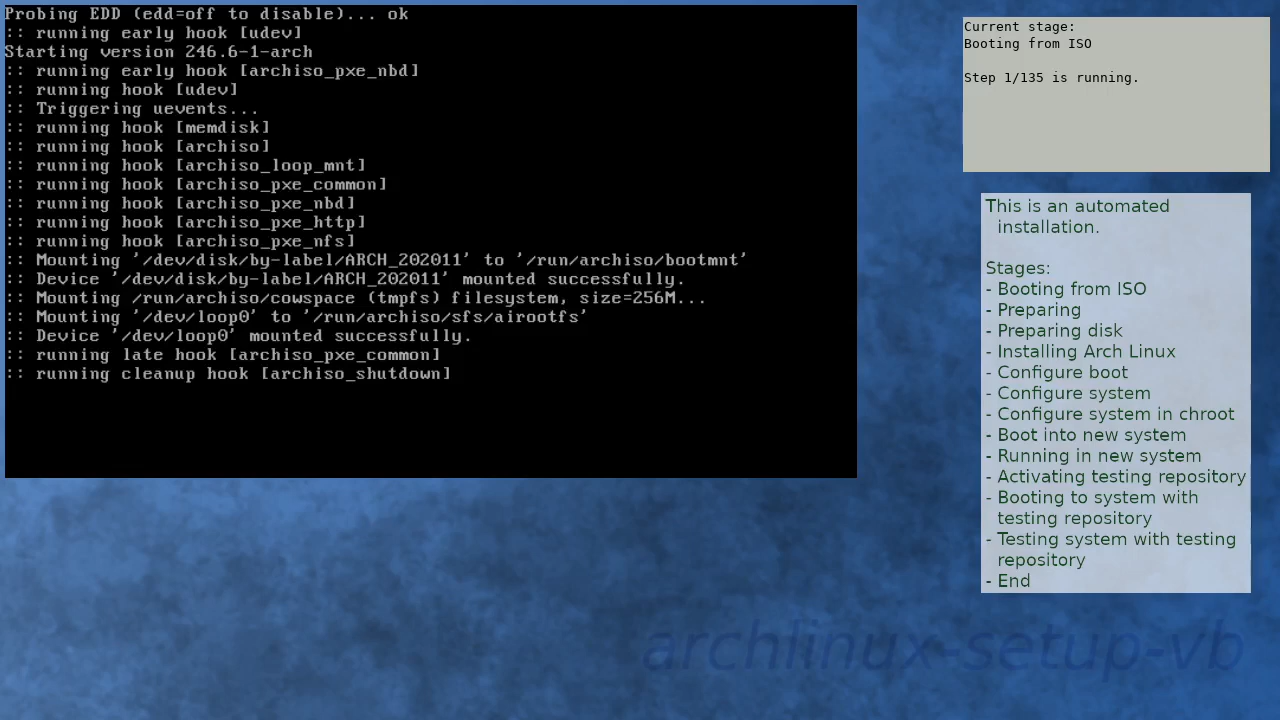 Probing EDD (edd=off to disable)... ok
:: running early hook [udev]
Starting version 246.6-1-arch
:: running early hook [archiso_pxe_nbd]
:: running hook [udev]
:: Triggering uevents...
:: running hook [memdisk]
:: running hook [archiso]
:: running hook [archiso_loop_mnt]
:: running hook [archiso_pxe_common]
:: running hook [archiso_pxe_nbd]
:: running hook [archiso_pxe_http]
:: running hook [archiso_pxe_nfs]
:: Mounting '/dev/disk/by-label/ARCH_202011' to '/run/archiso/bootmnt'
:: Device '/dev/disk/by-label/ARCH_202011' mounted successfully.
:: Mounting /run/archiso/cowspace (tmpfs) filesystem, size=256M...
:: Mounting '/dev/loop0' to '/run/archiso/sfs/airootfs'
:: Device '/dev/loop0' mounted successfully.
:: running late hook [archiso_pxe_common]
:: running cleanup hook [archiso_shutdown]
Current stage:
Booting from ISO
Step 1/135 is running.
This is an automated
installation.
Stages:
- Booting from ISO
- Preparing
- Preparing disk
- Installing Arch Linux
- Configure boot
- Configure system
- Configure system in chroot
- Boot into new system
- Running in new system
- Activating testing repository
- Booting to system with
testing repository
- Testing system with testing
repository
- End
archlinux-setup-vb